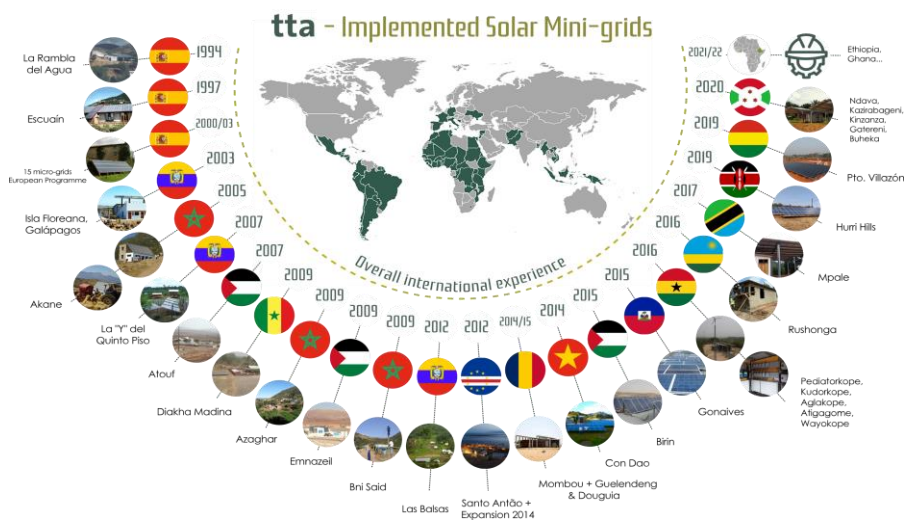 tta - Implemented Solar Mini-grids
La Rambla
del Agua
1994
Escuaín
1997
15 micro-grids
European Programme
2000/03
Isla Floreana,
Galápagos
2003
Akane
2005
La "Y" del
Quinto Piso
2007
Atouf
2007
Diakha Madina
2009
Azaghar
2009
Emnazeil
2009
Bni Said
2009
Las Balsas
2012
Santo Antão +
Expansion 2014
2012
Mombou + Guelendeng
& Douguia
2014/15
Con Dao
2014
Birin
2015
Gonaives
2015
Pediatorkope,
Kudorkope,
Aglakope,
Atigagome,
Wayokope
2016
Rushonga
2016
Mpale
2017
Hurri Hills
2019
Pto. Villazón
2019
Ndava,
Kazirabageni,
Kinzanza,
Gatereni,
Buheka
2020
Ethiopia,
Ghana...
2021/22
Overall international experience